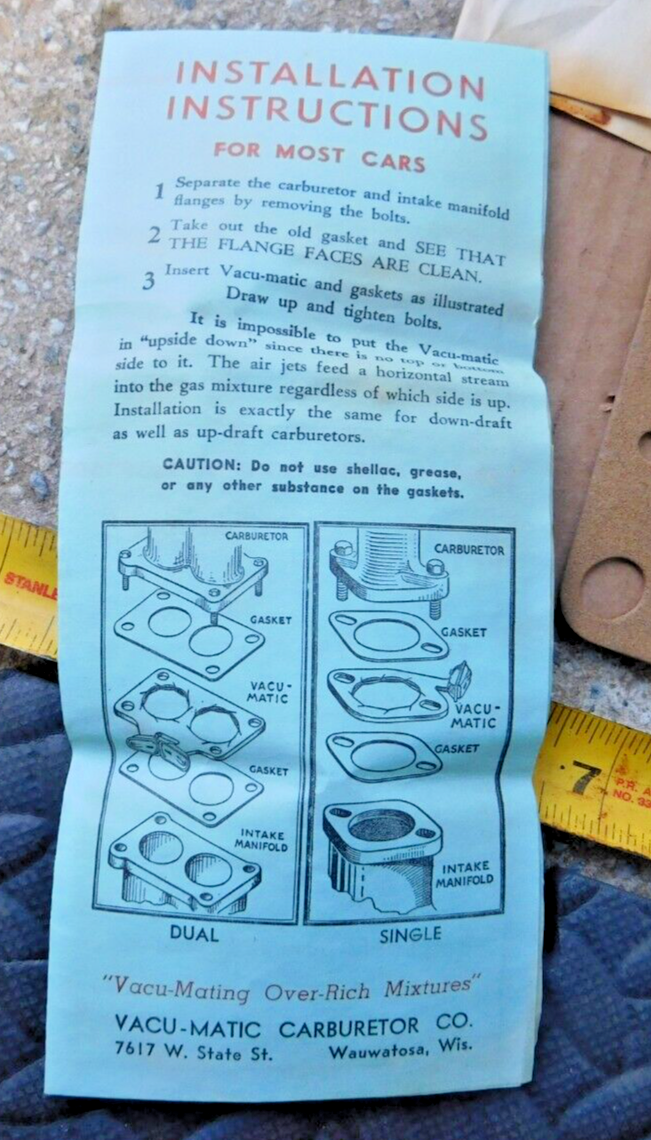 INSTALLATION
INSTRUCTIONS
FOR MOST CARS
1 Separate the carburetor and intake manifold
flanges by removing the bolts.
2 Take out the old gasket and SEE THAT
THE FLANGE FACES ARE CLEAN.
3 Insert Vacu-matic and gaskets as illustrated
Draw up and tighten bolts.
It is impossible to put the Vacu-matic
in "upside down" since there is no top or bottom
side to it. The air jets feed a horizontal stream
into the gas mixture regardless of which side is up.
Installation is exactly the same for down-draft
as well as up-draft carburetors.
CAUTION: Do not use shellac, grease,
or any other substance on the gaskets.
CARBURETOR
GASKET
VACU-
MATIC
GASKET
INTAKE
MANIFOLD
DUAL
CARBURETOR
GASKET
VACU-
MATIC
GASKET
INTAKE
MANIFOLD
SINGLE
"Vacu-Mating Over-Rich Mixtures"
VACU-MATIC CARBURETOR CO.
7617 W. State St. Wauwatosa, Wis.
STANLE
7
P.R. A
NO. 33